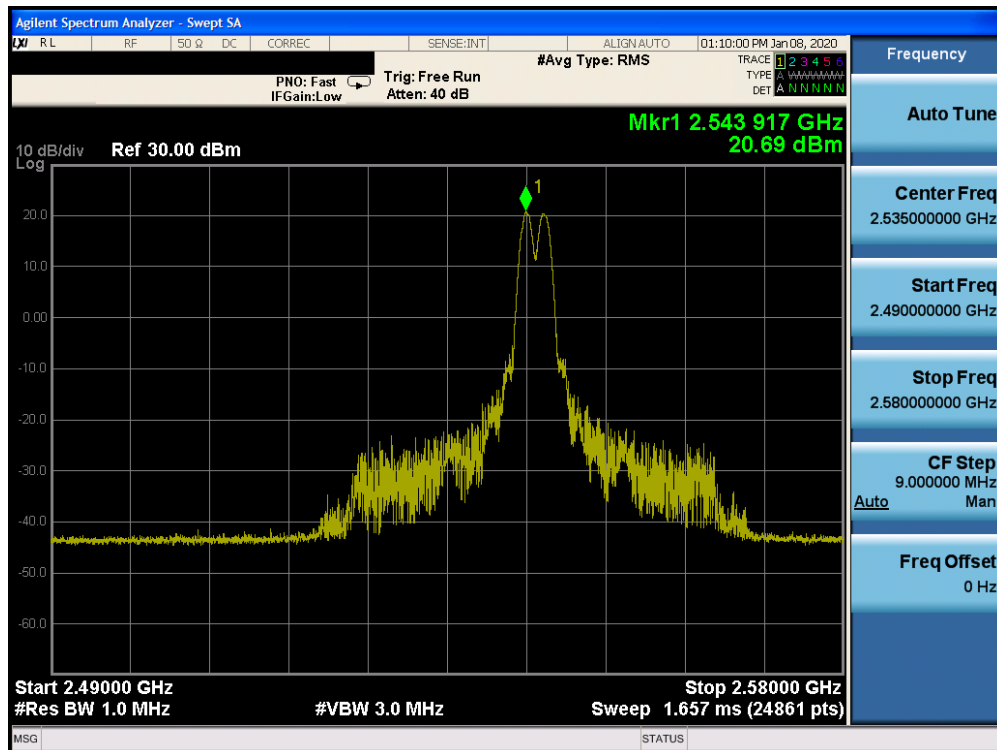 Agilent Spectrum Analyzer - Swept SA
LXI RL RF 50 Ω DC CORREC SENSE:INT ALIGN AUTO 01:10:00 PM Jan 08, 2020
#Avg Type: RMS
TRACE 1 2 3 4 5 6
PNO: Fast Trig: Free Run TYPE A WWWWW
IFGain:Low Atten: 40 dB DET A N N N N N
Mkr1 2.543 917 GHz
20.69 dBm
10 dB/div Ref 30.00 dBm
Log
1
20.0
10.0
0.00
-10.0
-20.0
-30.0
-40.0
-50.0
-60.0
Start 2.49000 GHz Stop 2.58000 GHz
#Res BW 1.0 MHz #VBW 3.0 MHz Sweep 1.657 ms (24861 pts)
MSG STATUS
Frequency
Auto Tune
Center Freq
2.535000000 GHz
Start Freq
2.490000000 GHz
Stop Freq
2.580000000 GHz
CF Step
9.000000 MHz
Auto Man
Freq Offset
0 Hz